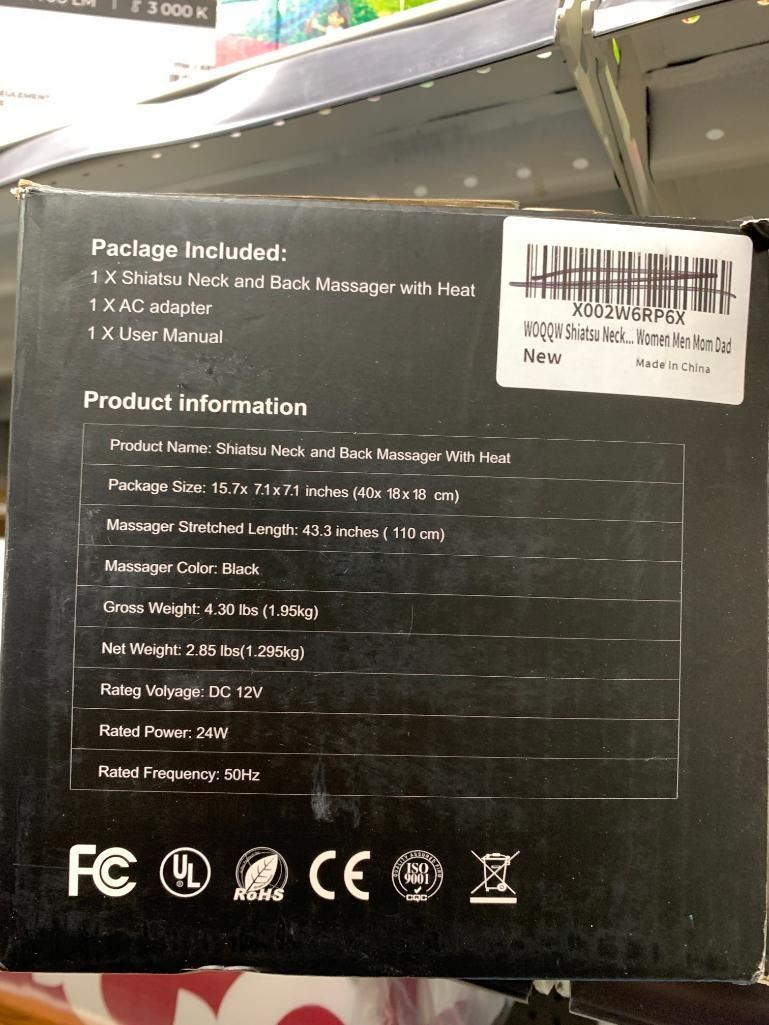 3 000 K
Paclage Included:
1 X Shiatsu Neck and Back Massager with Heat
1 X AC adapter
1 X User Manual
X002W6RP6X
WOQQW Shiatsu Neck... Women Men Mom Dad
New
Made in China
Product information
Product Name: Shiatsu Neck and Back Massager With Heat
Package Size: 15.7x 7.1x7.1 inches (40x 18x18 cm)
Massager Stretched Length: 43.3 inches ( 110 cm)
Massager Color: Black
Gross Weight: 4.30 lbs (1.95kg)
Net Weight: 2.85 lbs(1.295kg)
Rateg Volyage: DC 12V
Rated Power: 24W
Rated Frequency: 50Hz
FC
UL
RoHS
CE
ISO
9001
CQC